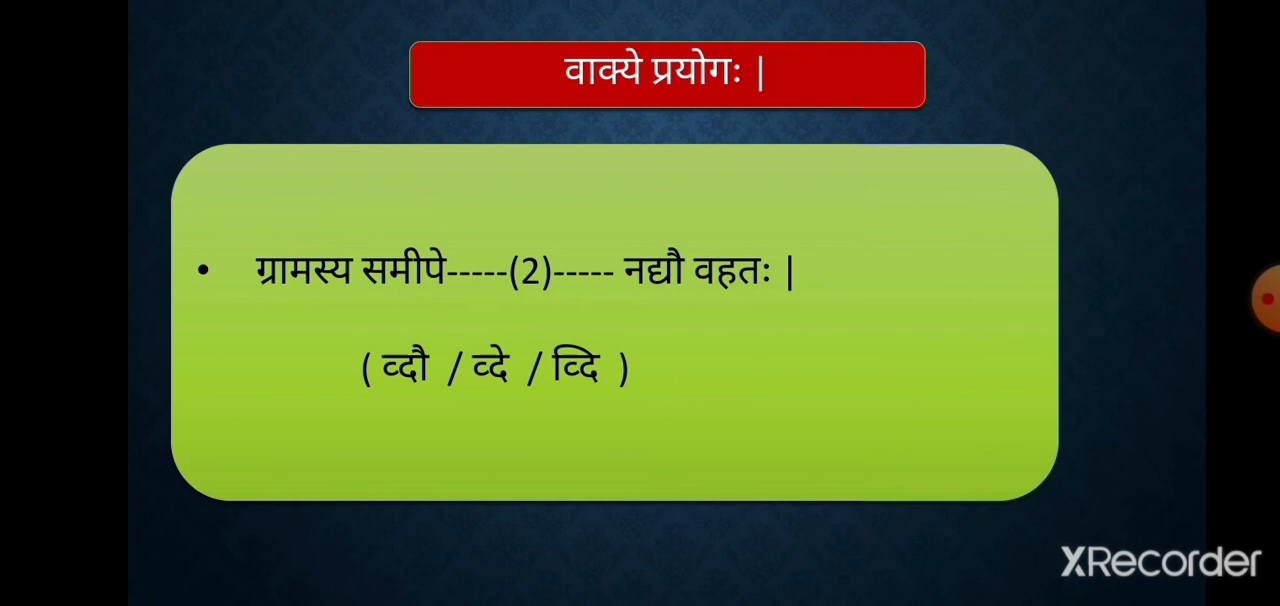 वाक्ये प्रयोगः |
• ग्रामस्य समीपे-----(2)----- नद्यौ वहतः |
( व्दौ / व्दे / व्दि )
XRecorder